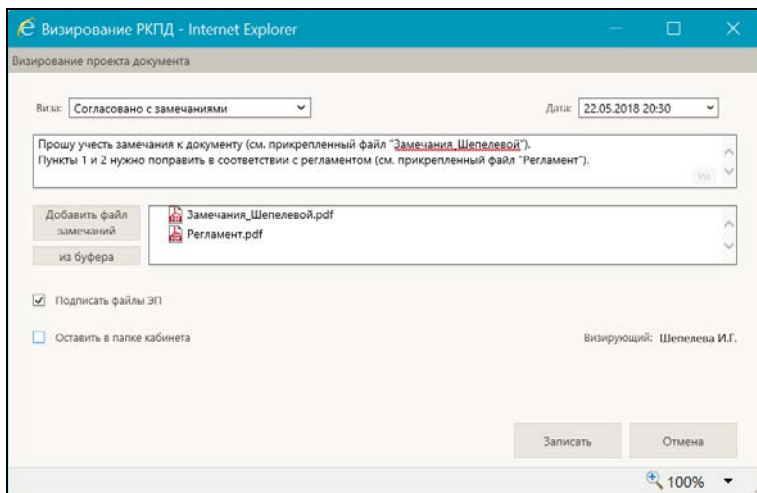 Визирование РКПД - Internet Explorer
Визирование проекта документа
Виза: Согласовано с замечаниями
Дата: 22.05.2018 20:30
Прошу учесть замечания к документу (см. прикрепленный файл "Замечания_Шепелевой").
Пункты 1 и 2 нужно поправить в соответствии с регламентом (см. прикрепленный файл "Регламент").
Добавить файл
замечаний
Замечания_Шепелевой.pdf
Регламент.pdf
из буфера
Подписать файлы ЭП
Оставить в папке кабинета
Визирующий: Шепелева И.Г.
Записать
Отмена
100%